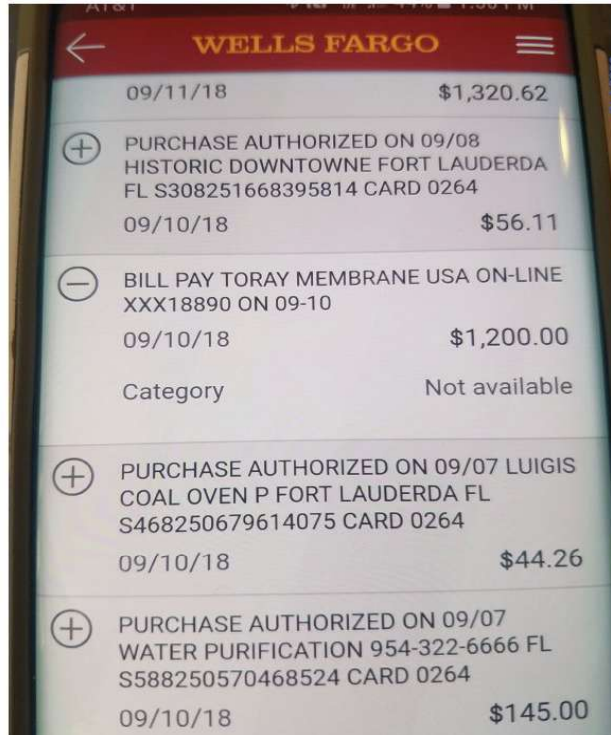 WELLS FARGO
09/11/18 $1,320.62
PURCHASE AUTHORIZED ON 09/08
HISTORIC DOWNTOWNE FORT LAUDERDA
FL S308251668395814 CARD 0264
09/10/18 $56.11
BILL PAY TORAY MEMBRANE USA ON-LINE
XXX18890 ON 09-10
09/10/18 $1,200.00
Category Not available
PURCHASE AUTHORIZED ON 09/07 LUIGIS
COAL OVEN P FORT LAUDERDA FL
S468250679614075 CARD 0264
09/10/18 $44.26
PURCHASE AUTHORIZED ON 09/07
WATER PURIFICATION 954-322-6666 FL
S588250570468524 CARD 0264
09/10/18 $145.00